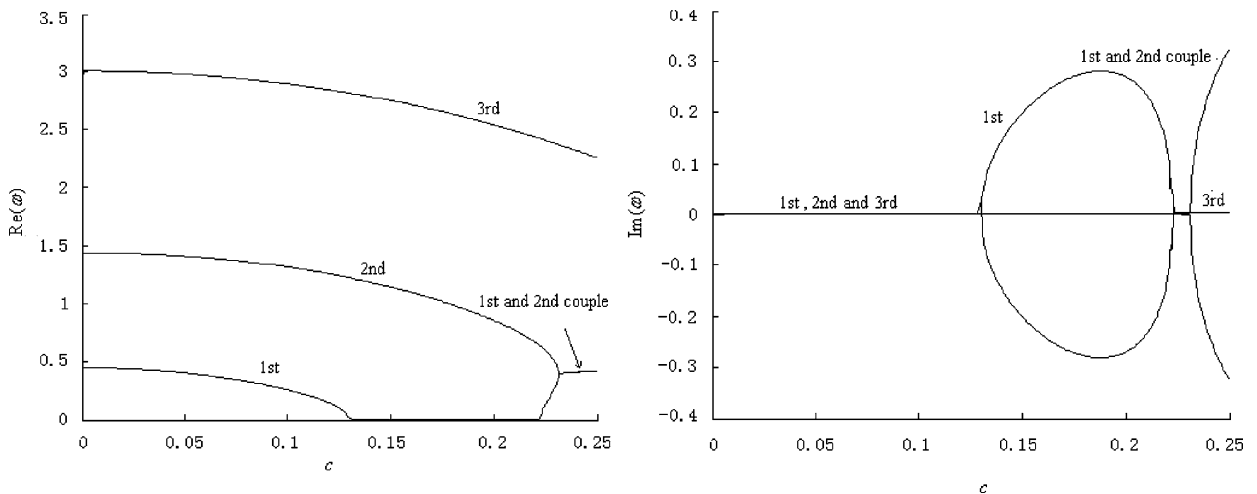 3.5
3
3rd
2.5
2
Re(ω)
1.5
2nd
1
1st and 2nd couple
0.5
1st
0
0
0.05
0.1
0.15
0.2
0.25
c
0.4
1st and 2nd couple
0.3
0.2
1st
0.1
Im(ω)
1st, 2nd and 3rd
3rd
0
-0.1
-0.2
-0.3
-0.4
0
0.05
0.1
0.15
0.2
0.25
c